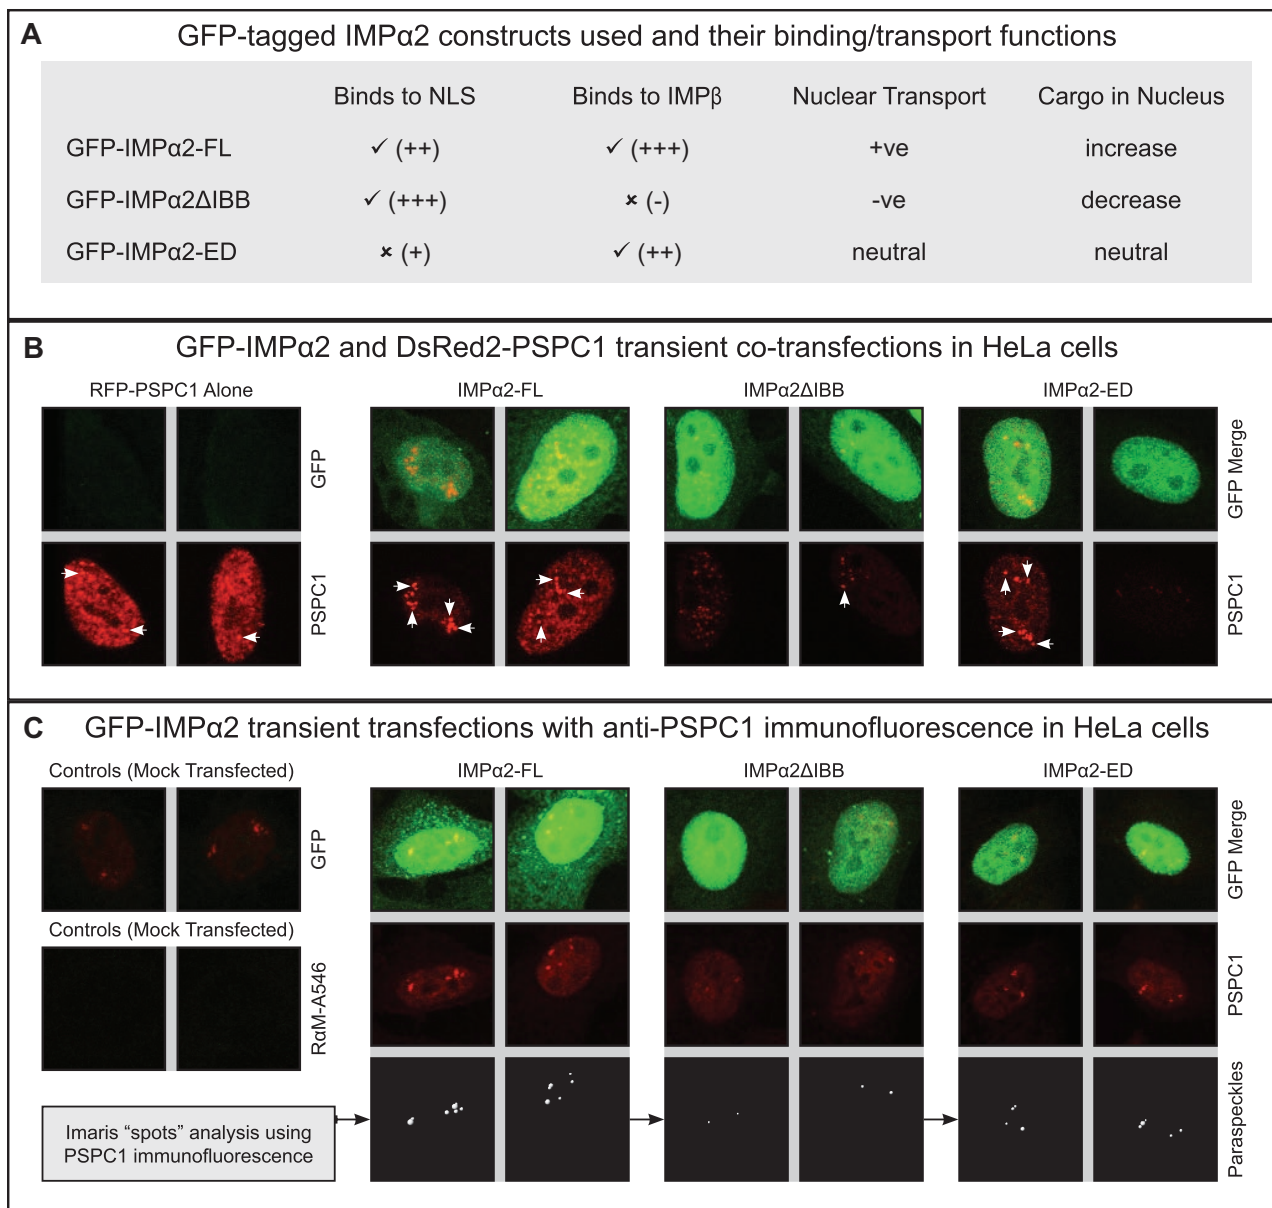 A
GFP-tagged IMPα2 constructs used and their binding/transport functions
Binds to NLS Binds to IMPβ Nuclear Transport Cargo in Nucleus
GFP-IMPα2-FL ✓ (++) ✓ (+++) +ve increase
GFP-IMPα2ΔIBB ✓ (+++) ✗ (-) -ve decrease
GFP-IMPα2-ED ✗ (+) ✓ (++) neutral neutral
B
GFP-IMPα2 and DsRed2-PSPC1 transient co-transfections in HeLa cells
RFP-PSPC1 Alone IMPα2-FL IMPα2ΔIBB IMPα2-ED
GFP
GFP Merge
PSPC1
PSPC1
C
GFP-IMPα2 transient transfections with anti-PSPC1 immunofluorescence in HeLa cells
Controls (Mock Transfected) IMPα2-FL IMPα2ΔIBB IMPα2-ED
GFP
GFP Merge
Controls (Mock Transfected)
RαM-A546
PSPC1
Imaris “spots” analysis using
PSPC1 immunofluorescence
Paraspeckles